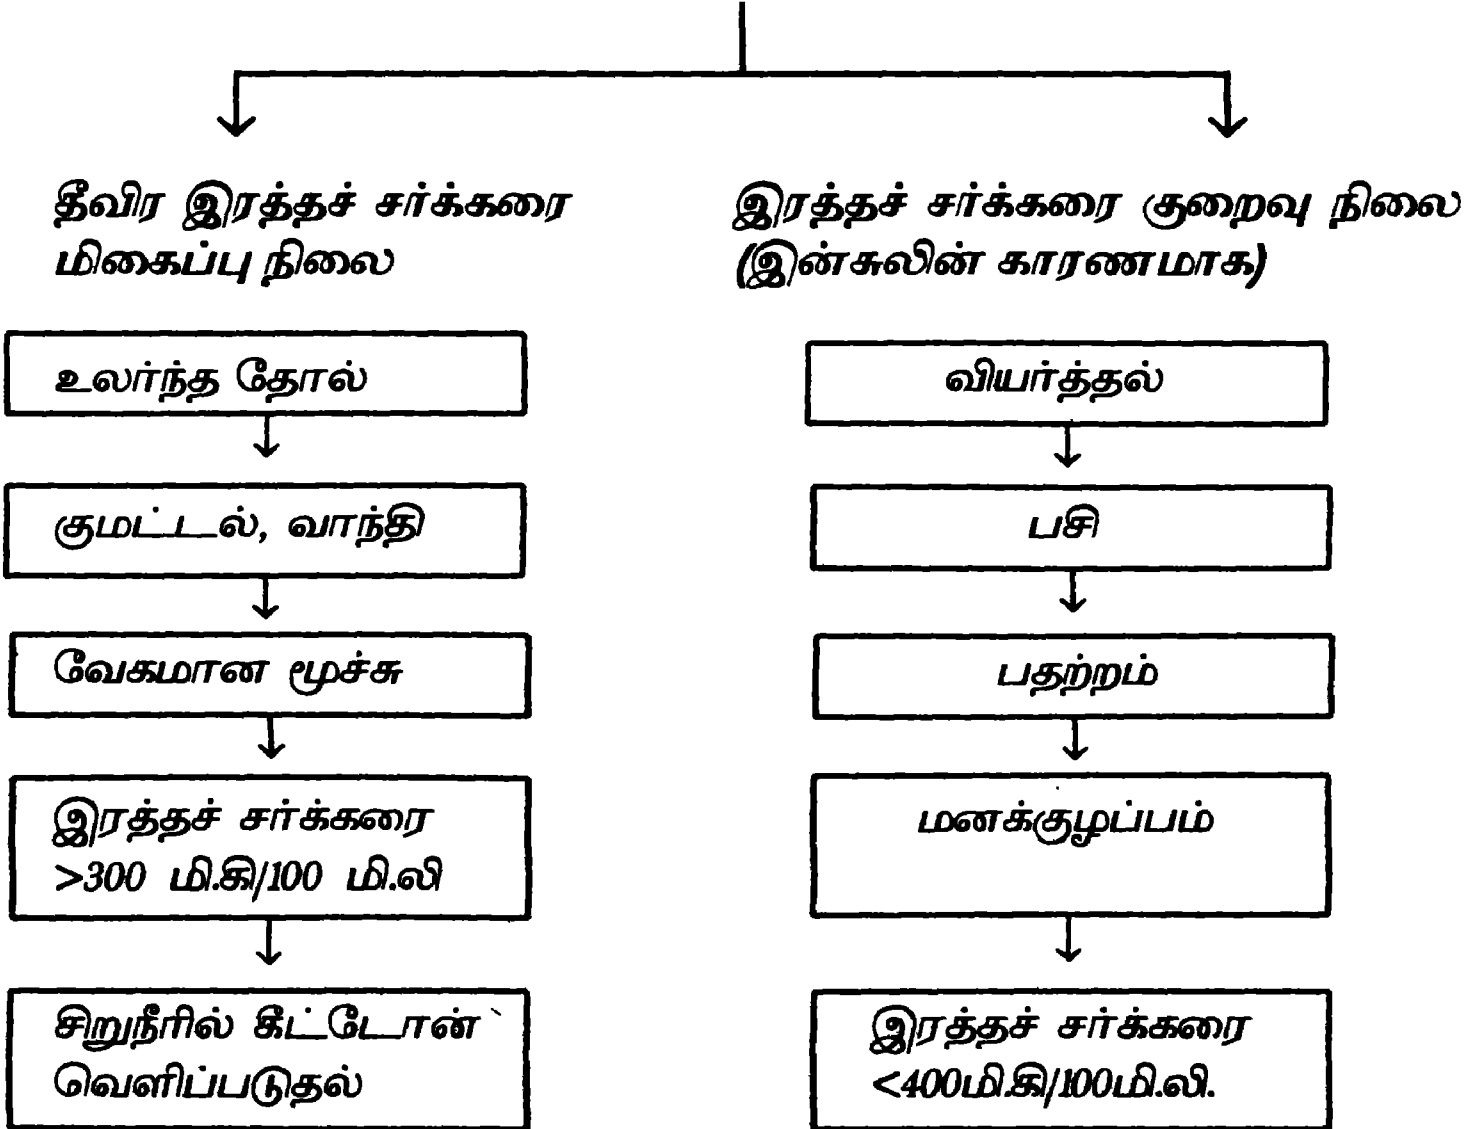 தீவிர இரத்தச் சர்க்கரை
மிகைப்பு நிலை
உலர்ந்த தோல்
குமட்டல், வாந்தி
வேகமான மூச்சு
இரத்தச் சர்க்கரை
>300 மி.கி/100 மி.லி
சிறுநீரில் கீட்டோன்
வெளிப்படுதல்
இரத்தச் சர்க்கரை குறைவு நிலை
(இன்சுலின் காரணமாக)
வியர்த்தல்
பசி
பதற்றம்
மனக்குழப்பம்
இரத்தச் சர்க்கரை
<400மி.கி/100மி.லி.